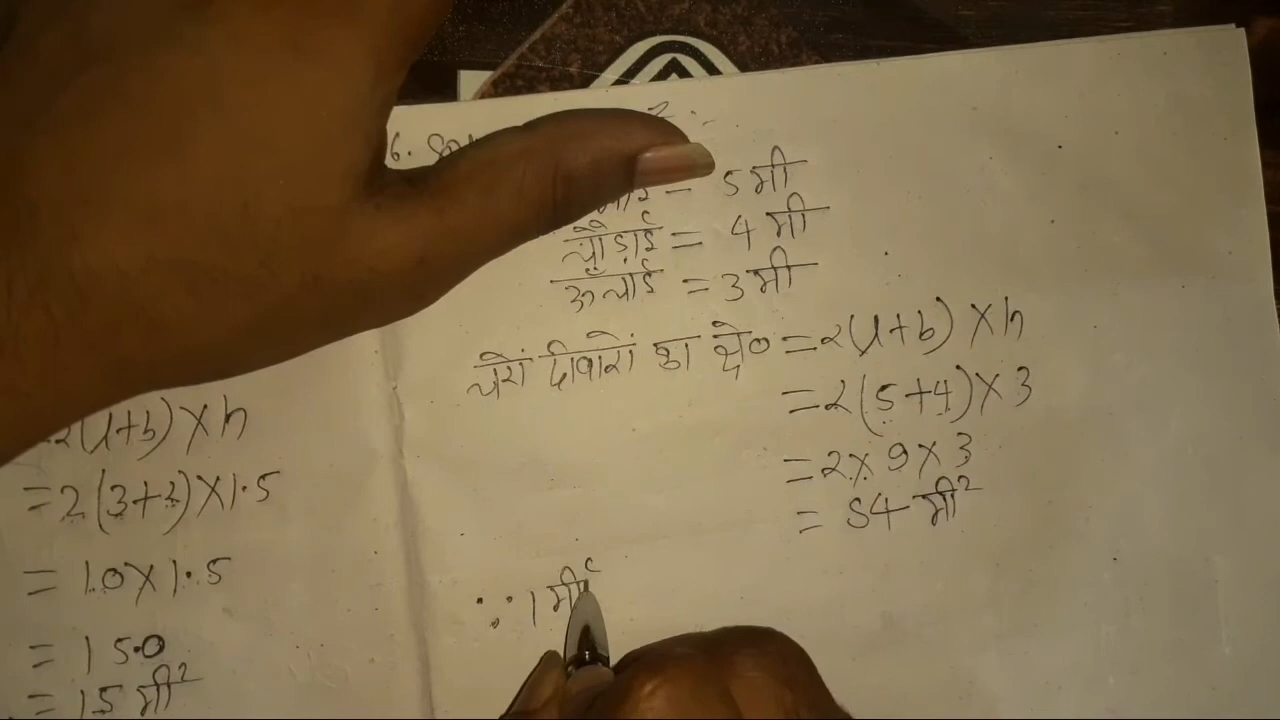 = 2(l+b) X h
= 2(3+2) X 1.5
= 10 X 1.5
= 15.0
= 15 मी²
6.
= 5 मी
चौड़ाई = 4 मी
ऊँचाई = 3 मी
चारों दीवारों का क्षे० = 2(l+b) X h
= 2(5+4) X 3
= 2 X 9 X 3
= 54 मी²
∵ 1 मी